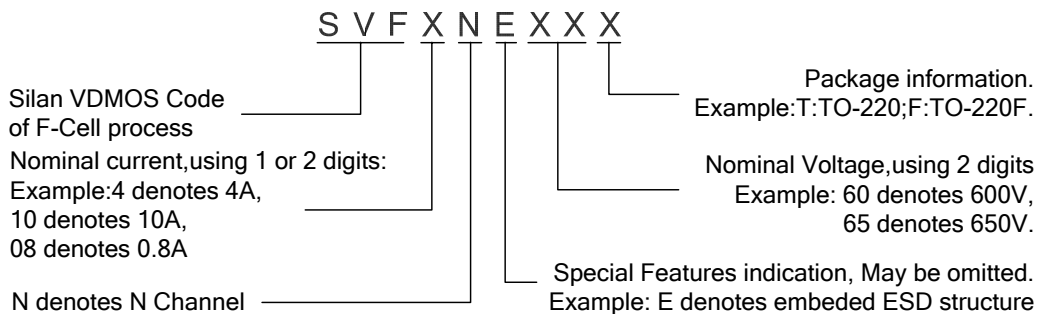 S V F X N E X X X
Silan VDMOS Code
of F-Cell process
Nominal current,using 1 or 2 digits:
Example:4 denotes 4A,
10 denotes 10A,
08 denotes 0.8A
N denotes N Channel
Package information.
Example:T:TO-220;F:TO-220F.
Nominal Voltage,using 2 digits
Example: 60 denotes 600V,
65 denotes 650V.
Special Features indication, May be omitted.
Example: E denotes embeded ESD structure